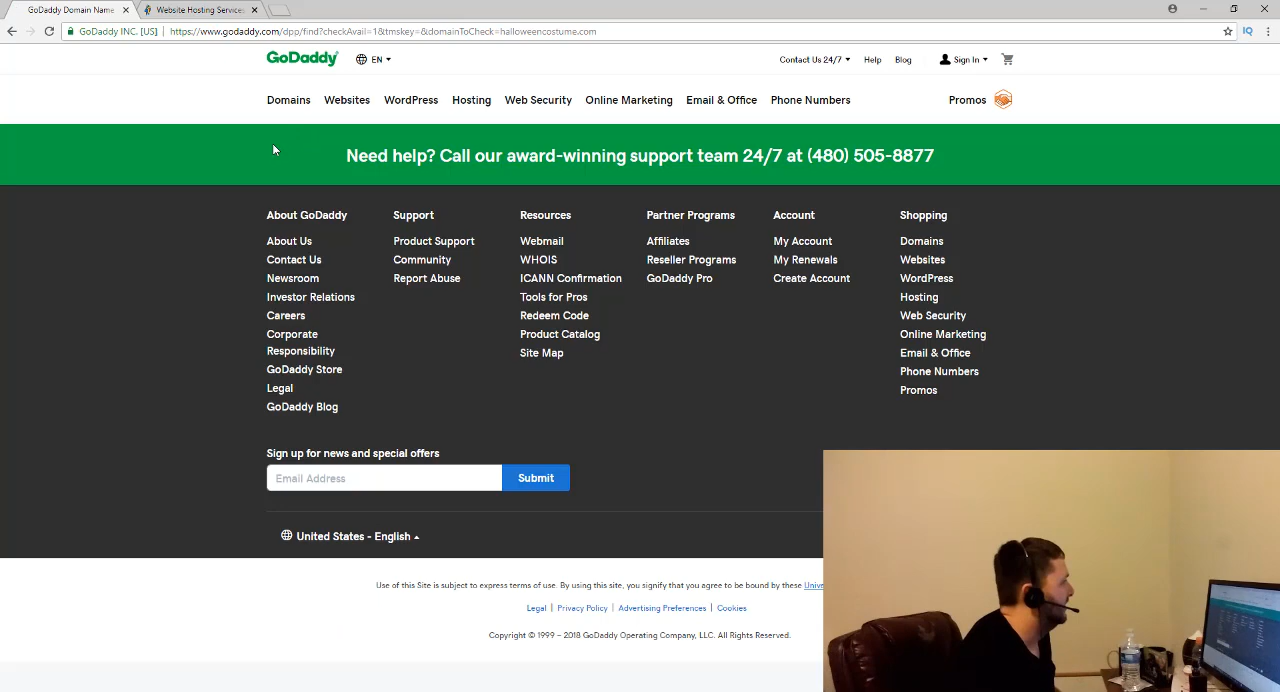 GoDaddy Domain Name
Website Hosting Services
GoDaddy INC. [US]
https://www.godaddy.com/dpp/find?checkAvail=1&tmskey=&domainToCheck=halloweencostume.com
IQ
GoDaddy
EN
Contact Us 24/7
Help
Blog
Sign In
Domains
Websites
WordPress
Hosting
Web Security
Online Marketing
Email & Office
Phone Numbers
Promos
Need help? Call our award-winning support team 24/7 at (480) 505-8877
About GoDaddy
About Us
Contact Us
Newsroom
Investor Relations
Careers
Corporate
Responsibility
GoDaddy Store
Legal
GoDaddy Blog
Support
Product Support
Community
Report Abuse
Resources
Webmail
WHOIS
ICANN Confirmation
Tools for Pros
Redeem Code
Product Catalog
Site Map
Partner Programs
Affiliates
Reseller Programs
GoDaddy Pro
Account
My Account
My Renewals
Create Account
Shopping
Domains
Websites
WordPress
Hosting
Web Security
Online Marketing
Email & Office
Phone Numbers
Promos
Sign up for news and special offers
Email Address
Submit
United States - English
Use of this Site is subject to express terms of use. By using this site, you signify that you agree to be bound by these Unive
Legal | Privacy Policy | Advertising Preferences | Cookies
Copyright © 1999 – 2018 GoDaddy Operating Company, LLC. All Rights Reserved.